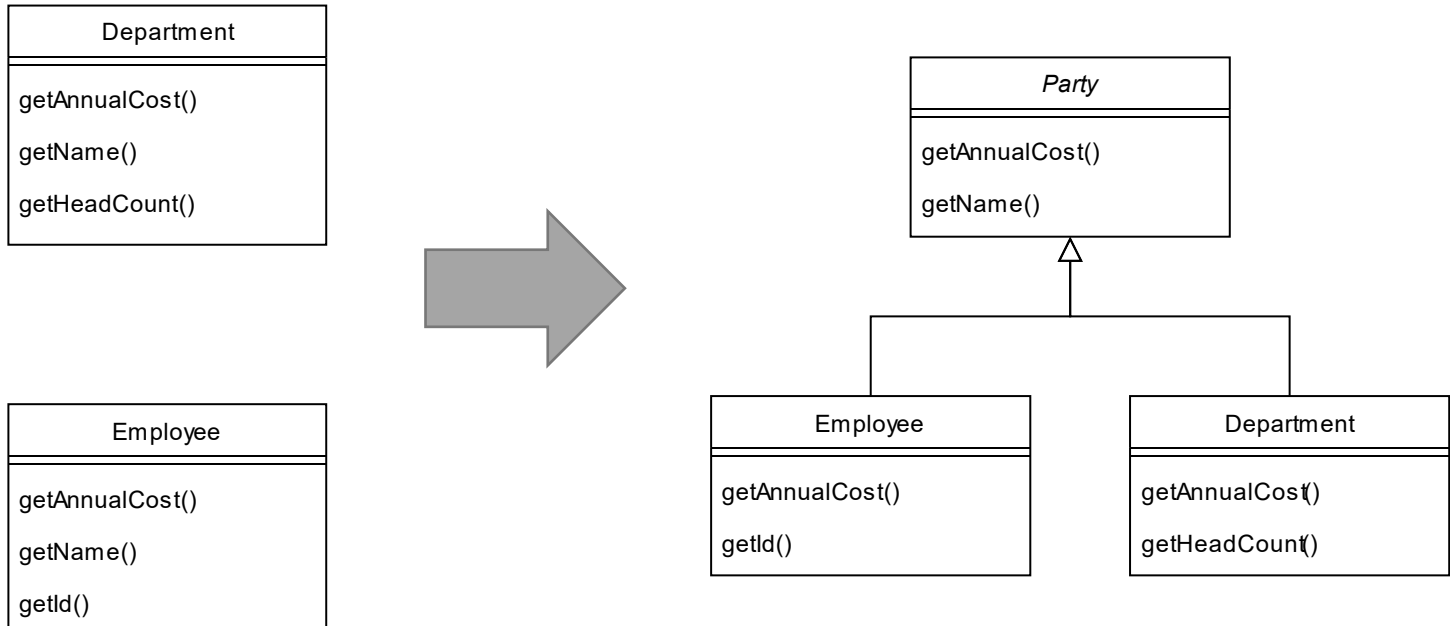 Department
getAnnualCost()
getName()
getHeadCount()
Employee
getAnnualCost()
getName()
getId()
Party
getAnnualCost()
getName()
Employee
getAnnualCost()
getId()
Department
getAnnualCost()
getHeadCount()